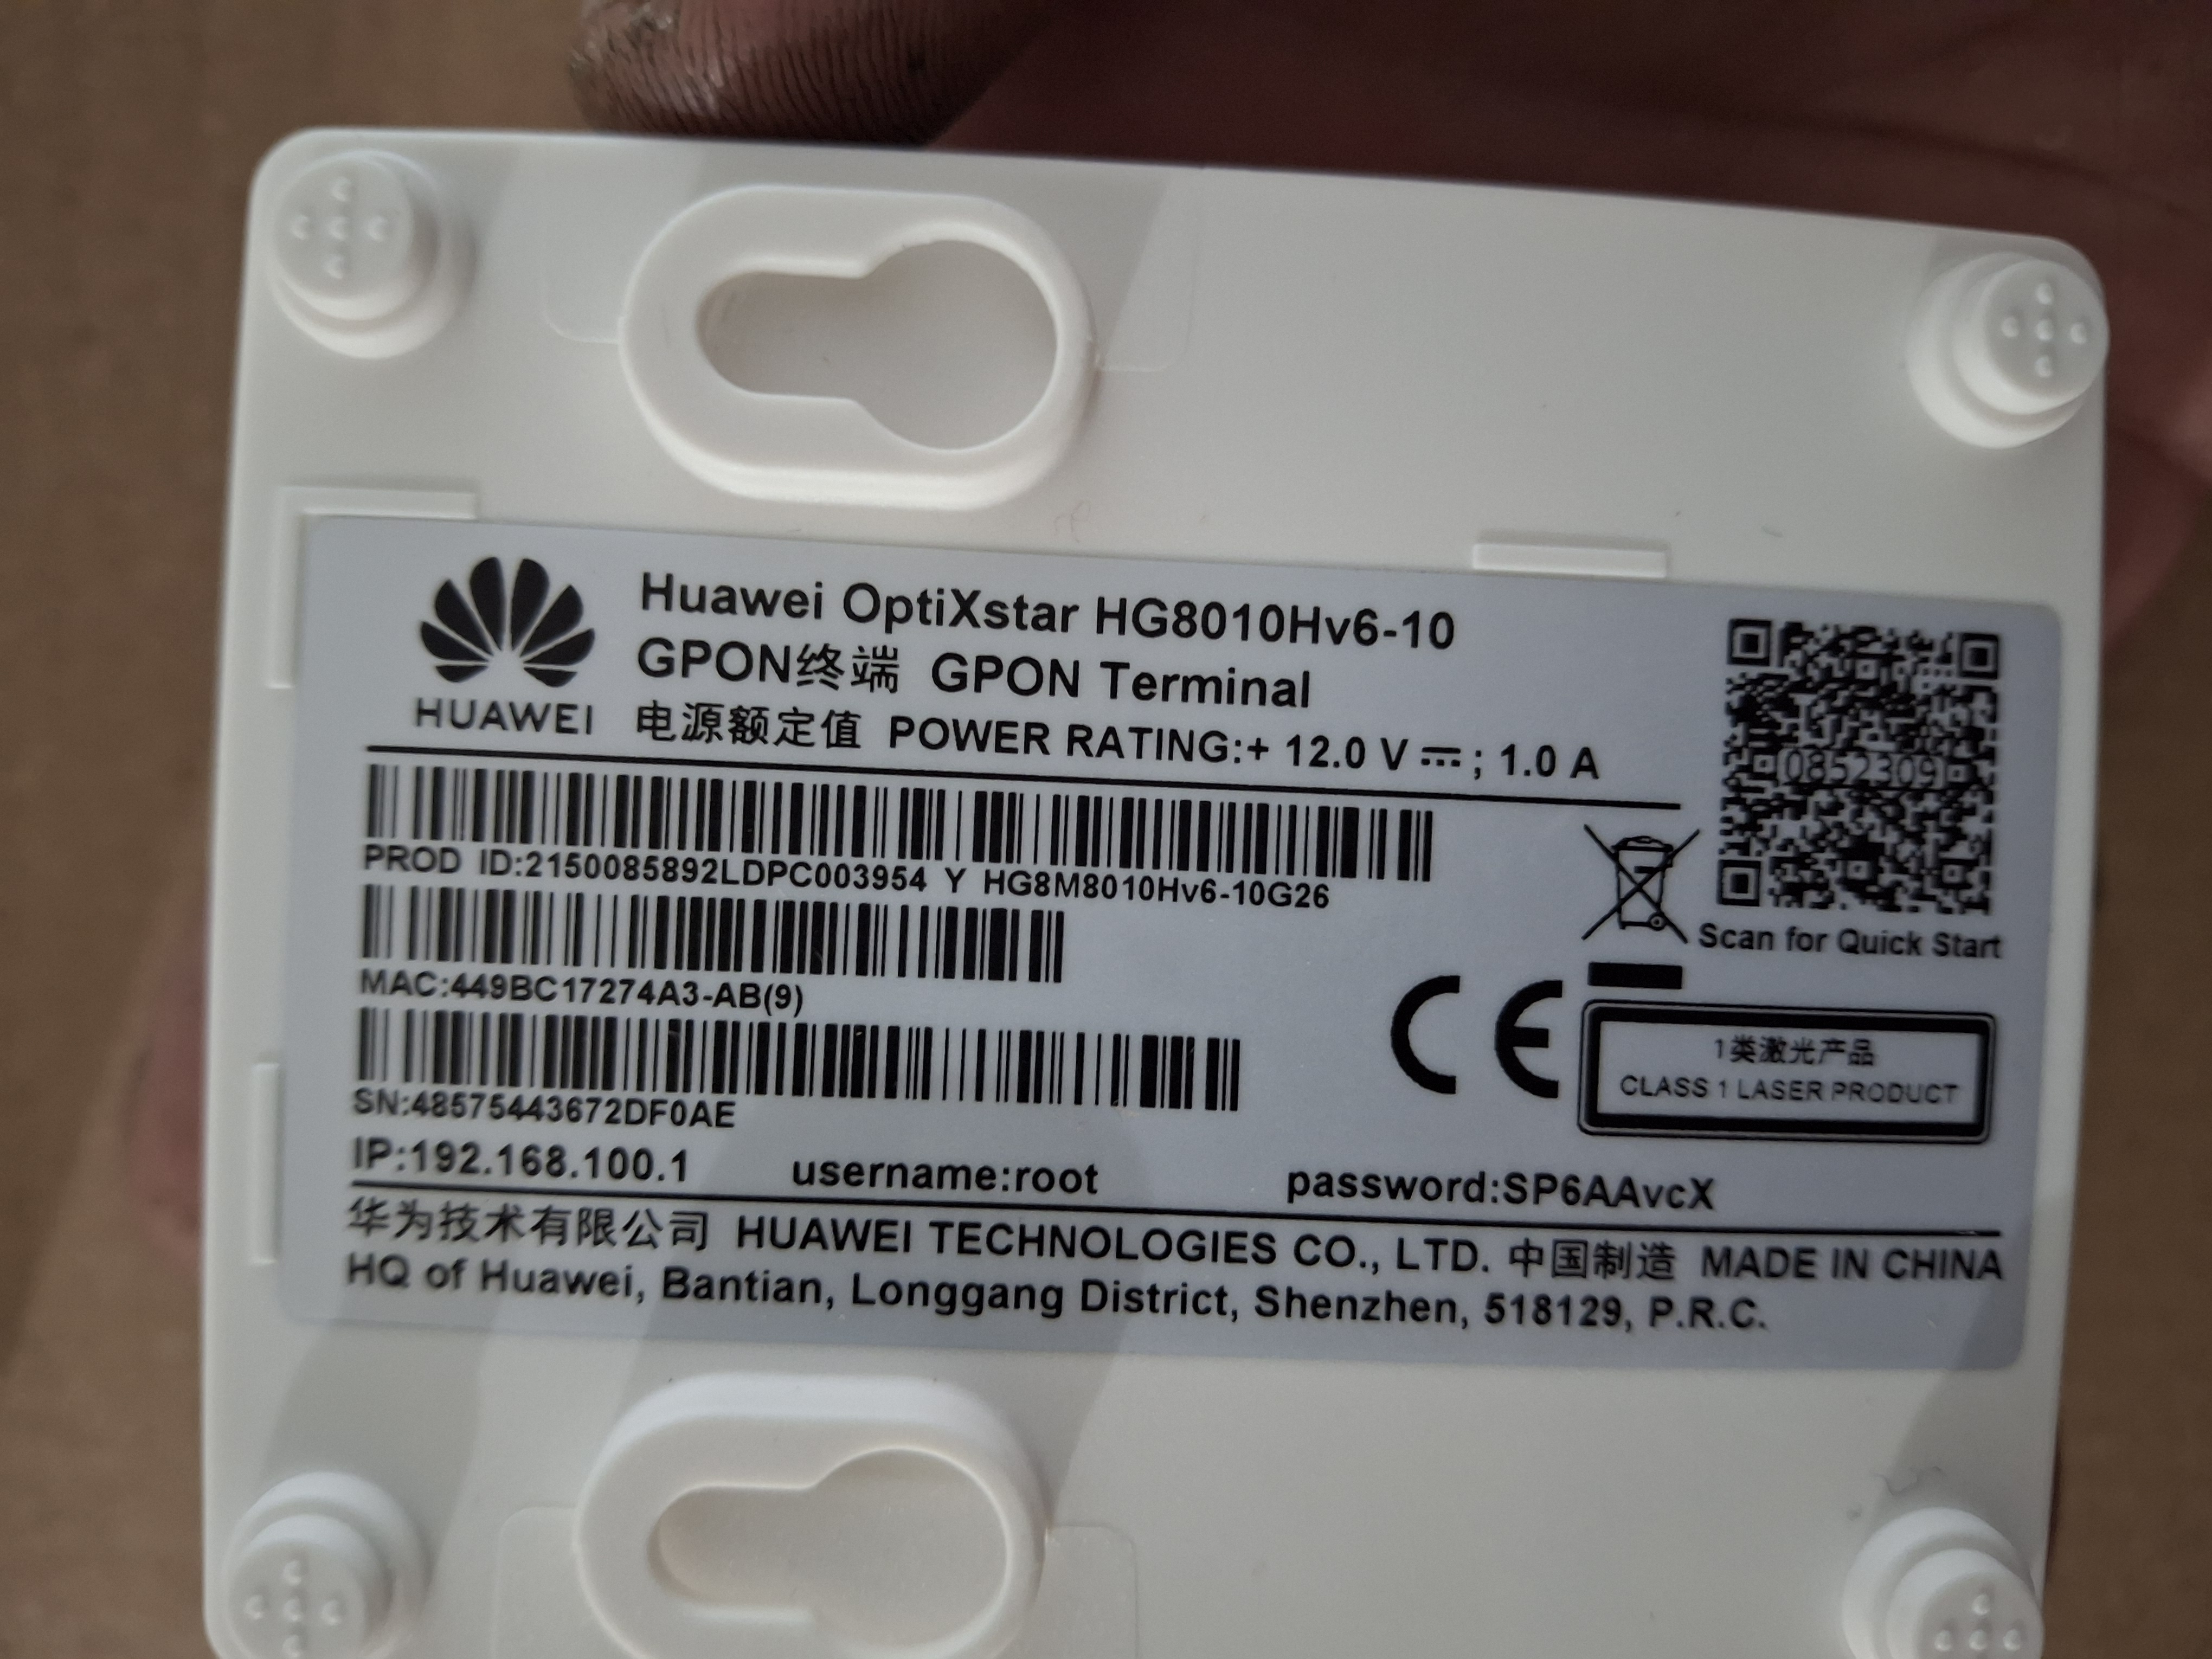 Huawei OptiXstar HG8010Hv6-10
GPON终端 GPON Terminal
HUAWEI
电源额定值 POWER RATING:+ 12.0 V ⎓; 1.0 A
0852309
PROD ID:2150085892LDPC003954 Y HG8M8010Hv6-10G26
Scan for Quick Start
MAC:449BC17274A3-AB(9)
CE
1类激光产品
CLASS 1 LASER PRODUCT
SN:48575443672DF0AE
IP:192.168.100.1 username:root password:SP6AAvcX
华为技术有限公司 HUAWEI TECHNOLOGIES CO., LTD. 中国制造 MADE IN CHINA
HQ of Huawei, Bantian, Longgang District, Shenzhen, 518129, P.R.C.